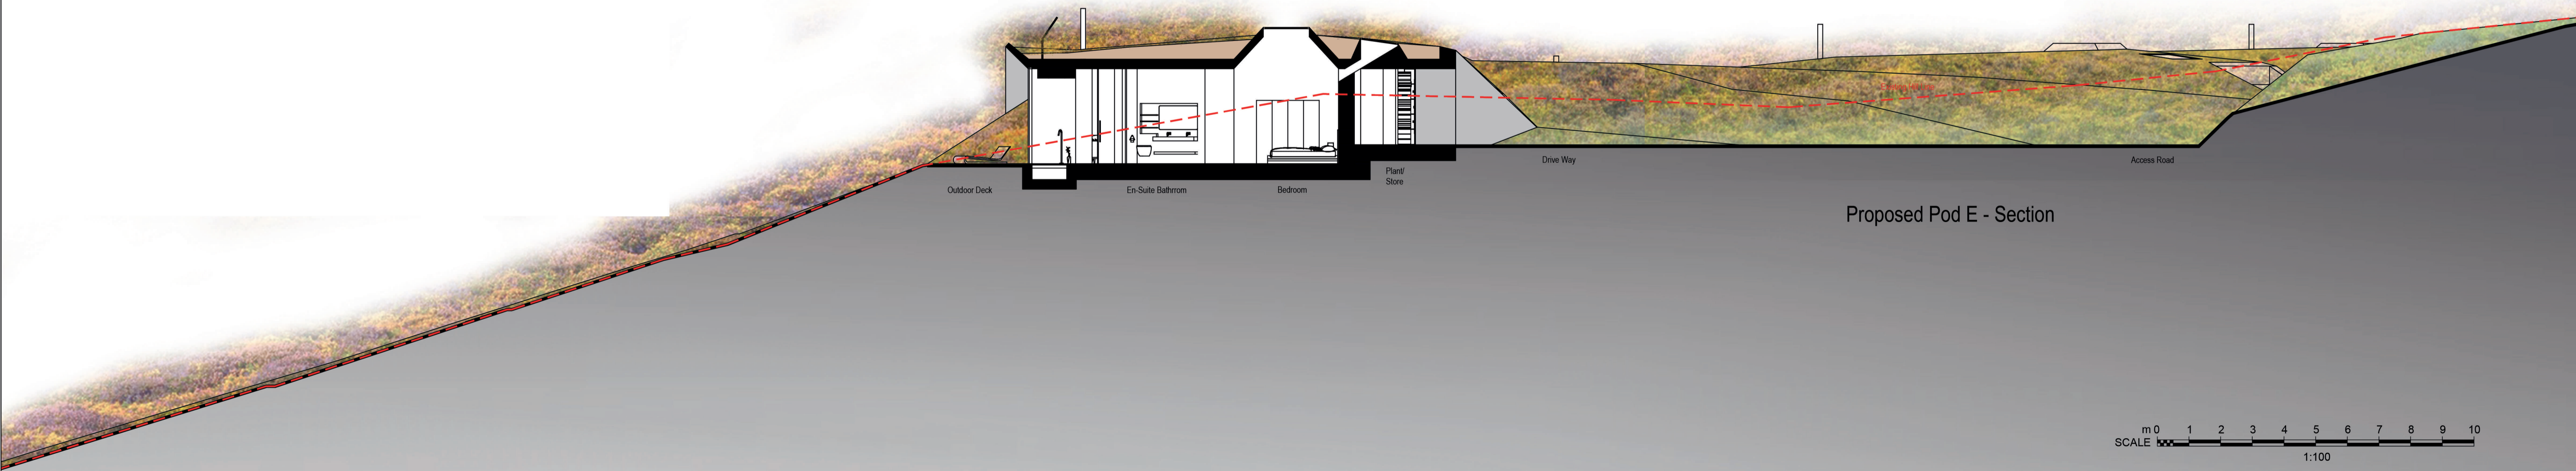 Outdoor Deck
En-Suite Bathrrom
Bedroom
Plant/
Store
Drive Way
Access Road
Proposed Pod E - Section
m 0 1 2 3 4 5 6 7 8 9 10
SCALE
1:100